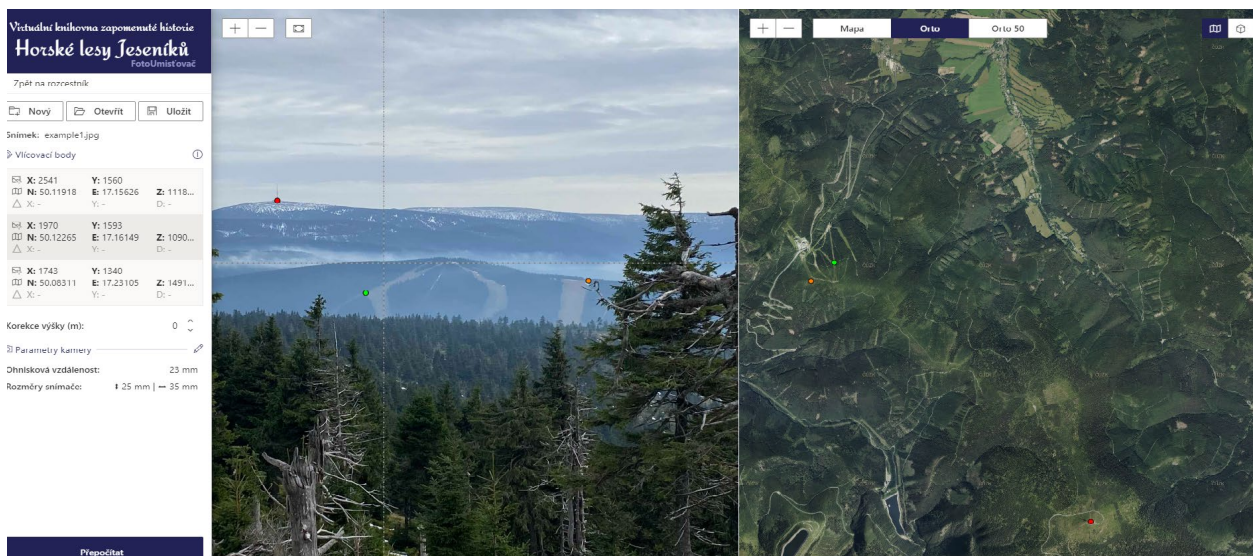 Virtuální knihovna zapomenuté historie
Horské lesy Jeseníků
FotoUmisťovač
Zpět na rozcestník
Nový Otevřít Uložit
Snímek: example1.jpg
Vlícovací body
X: 2541 Y: 1560
N: 50.11918 E: 17.15626 Z: 1118...
X: - Y: - D: -
X: 1970 Y: 1593
N: 50.12265 E: 17.16149 Z: 1090...
X: - Y: - D: -
X: 1743 Y: 1340
N: 50.08311 E: 17.23105 Z: 1491...
X: - Y: - D: -
Korekce výšky (m): 0
Parametry kamery
Ohnisková vzdálenost: 23 mm
Rozměry snímače: 25 mm | 35 mm
Přepočítat
Mapa Orto Orto 50